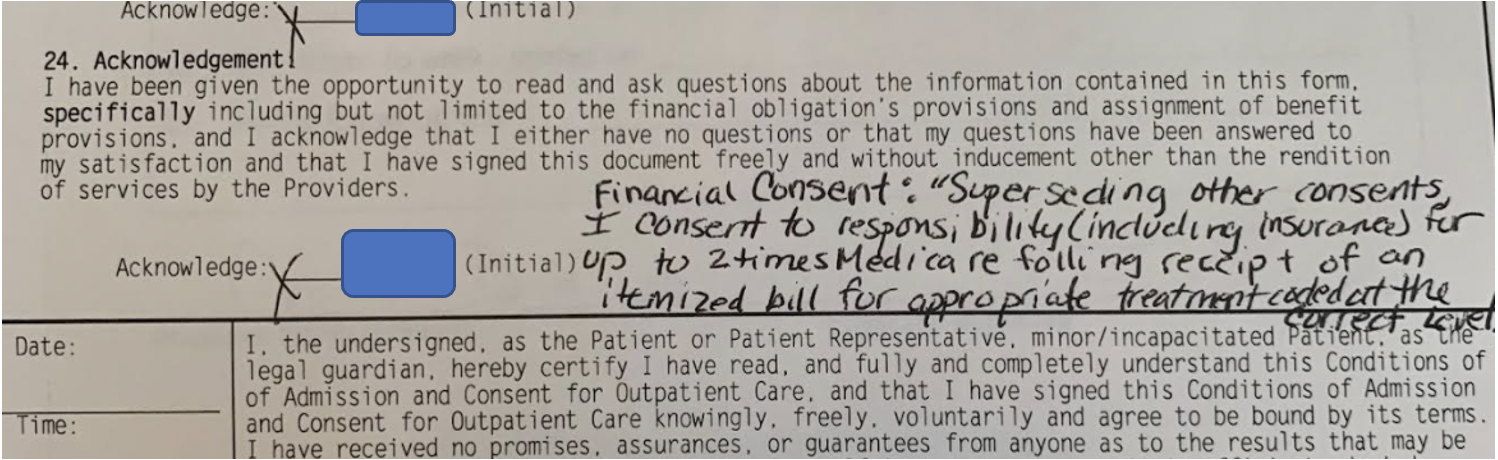 Acknowledge: X (Initial)
24. Acknowledgement
I have been given the opportunity to read and ask questions about the information contained in this form,
specifically including but not limited to the financial obligation's provisions and assignment of benefit
provisions, and I acknowledge that I either have no questions or that my questions have been answered to
my satisfaction and that I have signed this document freely and without inducement other than the rendition
of services by the Providers.
Financial Consent: "Superseding other consents,
I consent to responsibility (including insurance) for
Acknowledge: X (Initial) up to 2 times Medicare folling receipt of an
itemized bill for appropriate treatment coded at the
correct level
Date:
I, the undersigned, as the Patient or Patient Representative, minor/incapacitated Patient, as the
legal guardian, hereby certify I have read, and fully and completely understand this Conditions of
of Admission and Consent for Outpatient Care, and that I have signed this Conditions of Admission
Time:
and Consent for Outpatient Care knowingly, freely, voluntarily and agree to be bound by its terms.
I have received no promises, assurances, or guarantees from anyone as to the results that may be